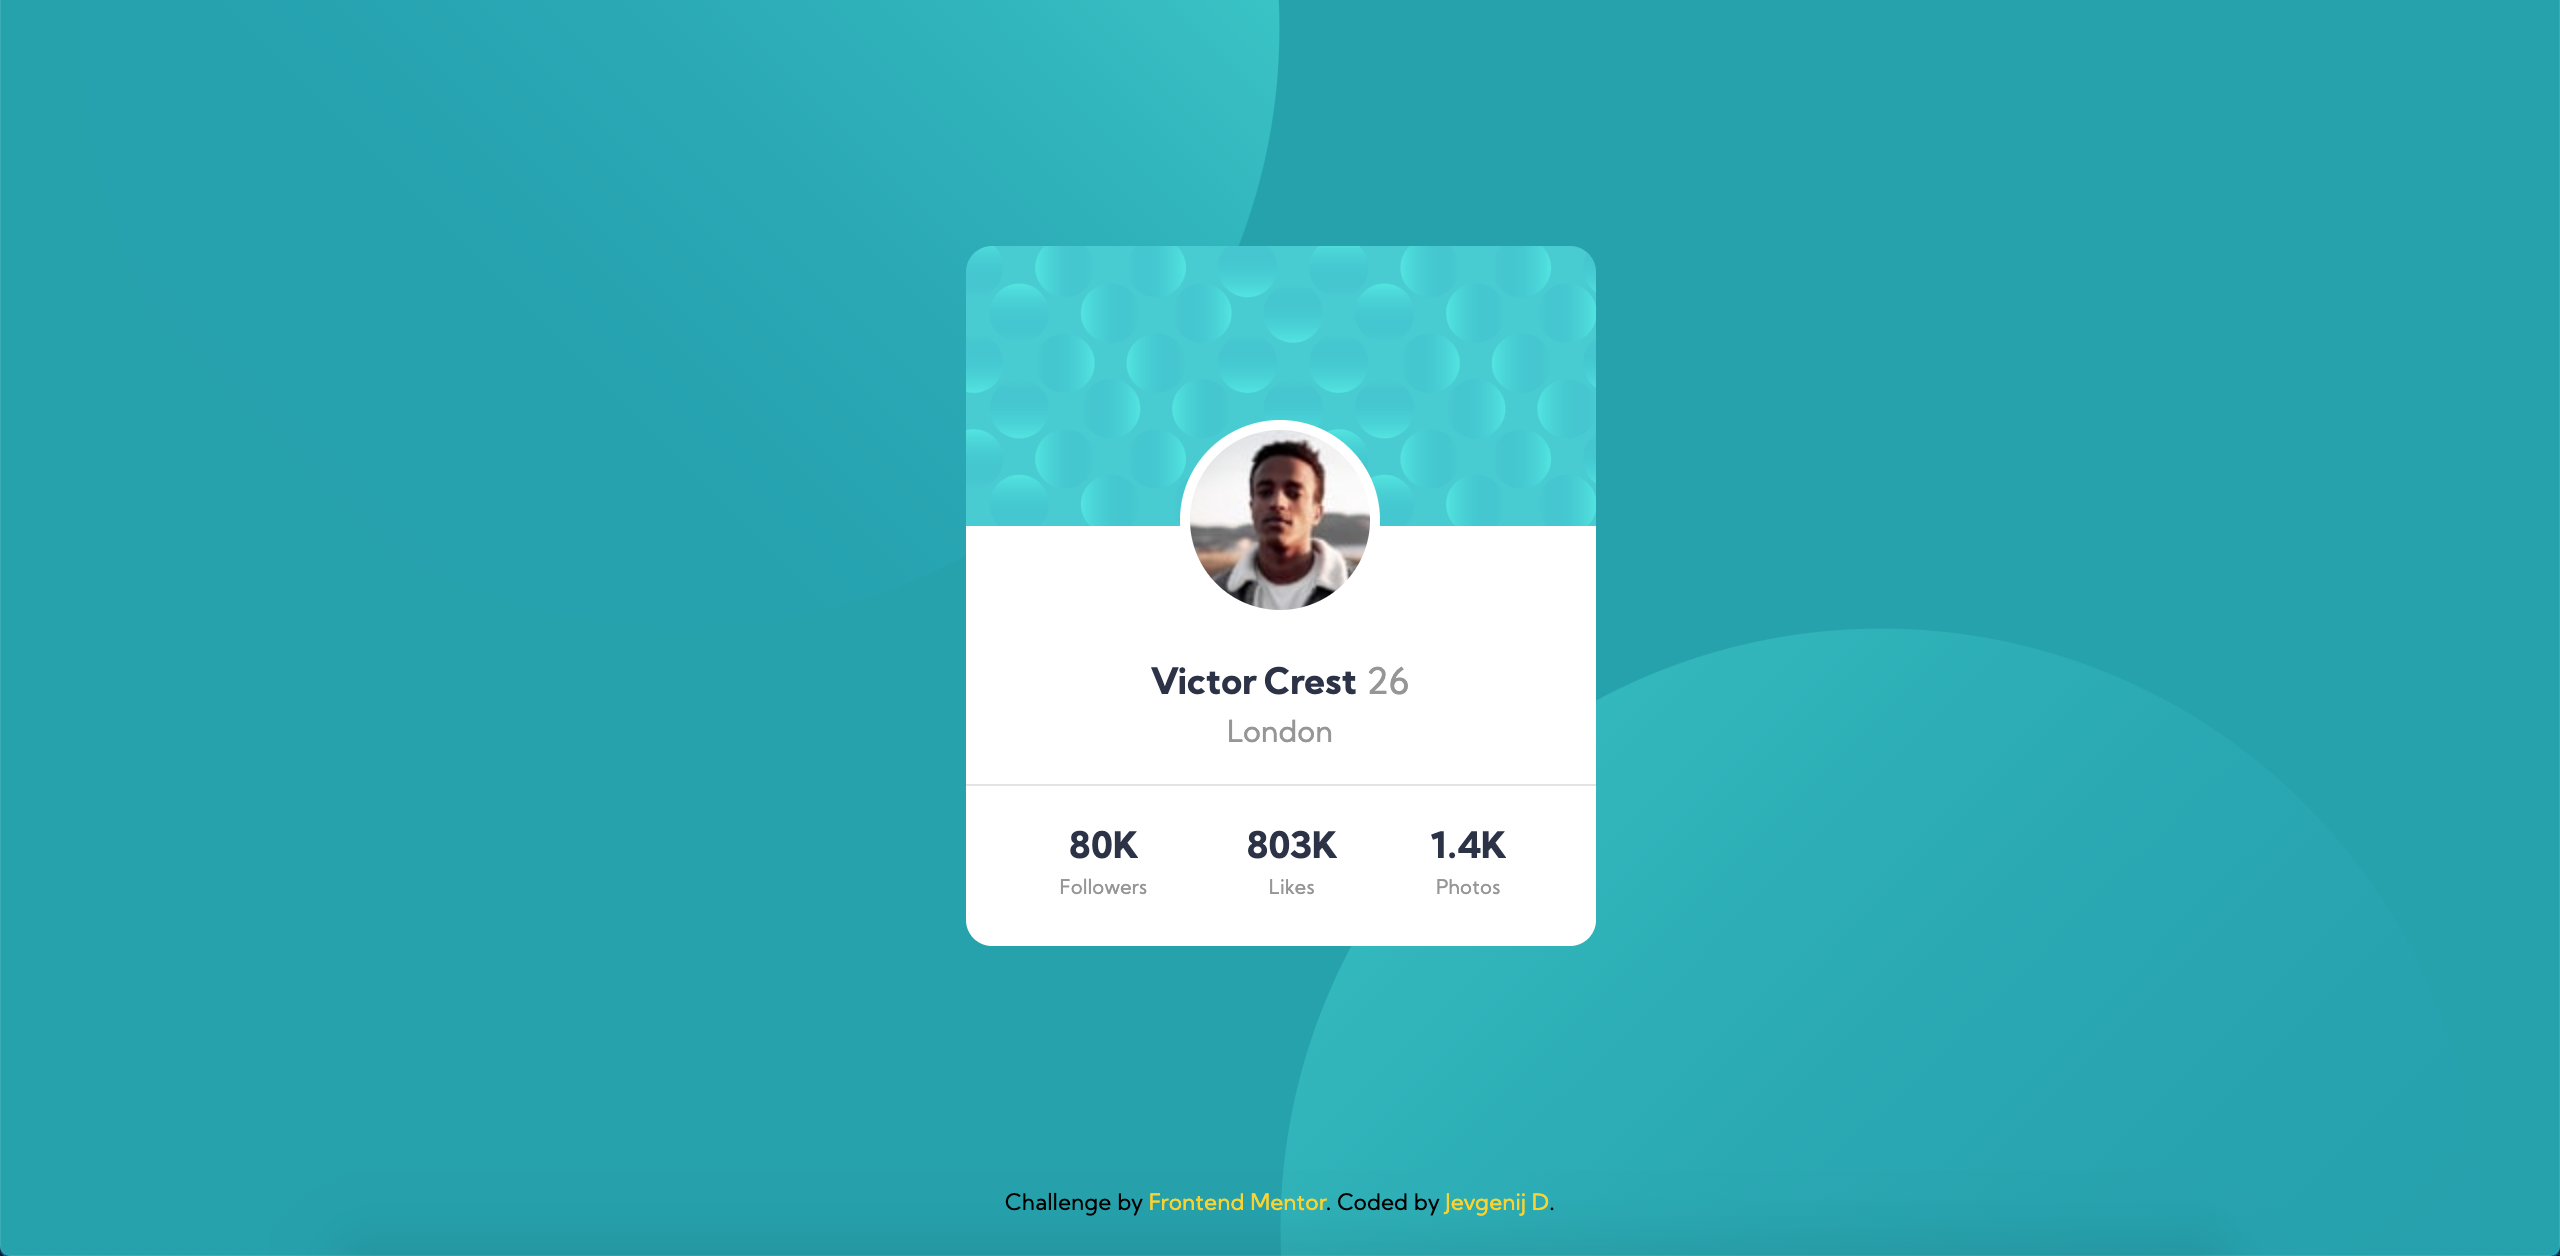 Victor Crest 26
London
80K 803K 1.4K
Followers Likes Photos
Challenge by Frontend Mentor. Coded by Jevgenij D.